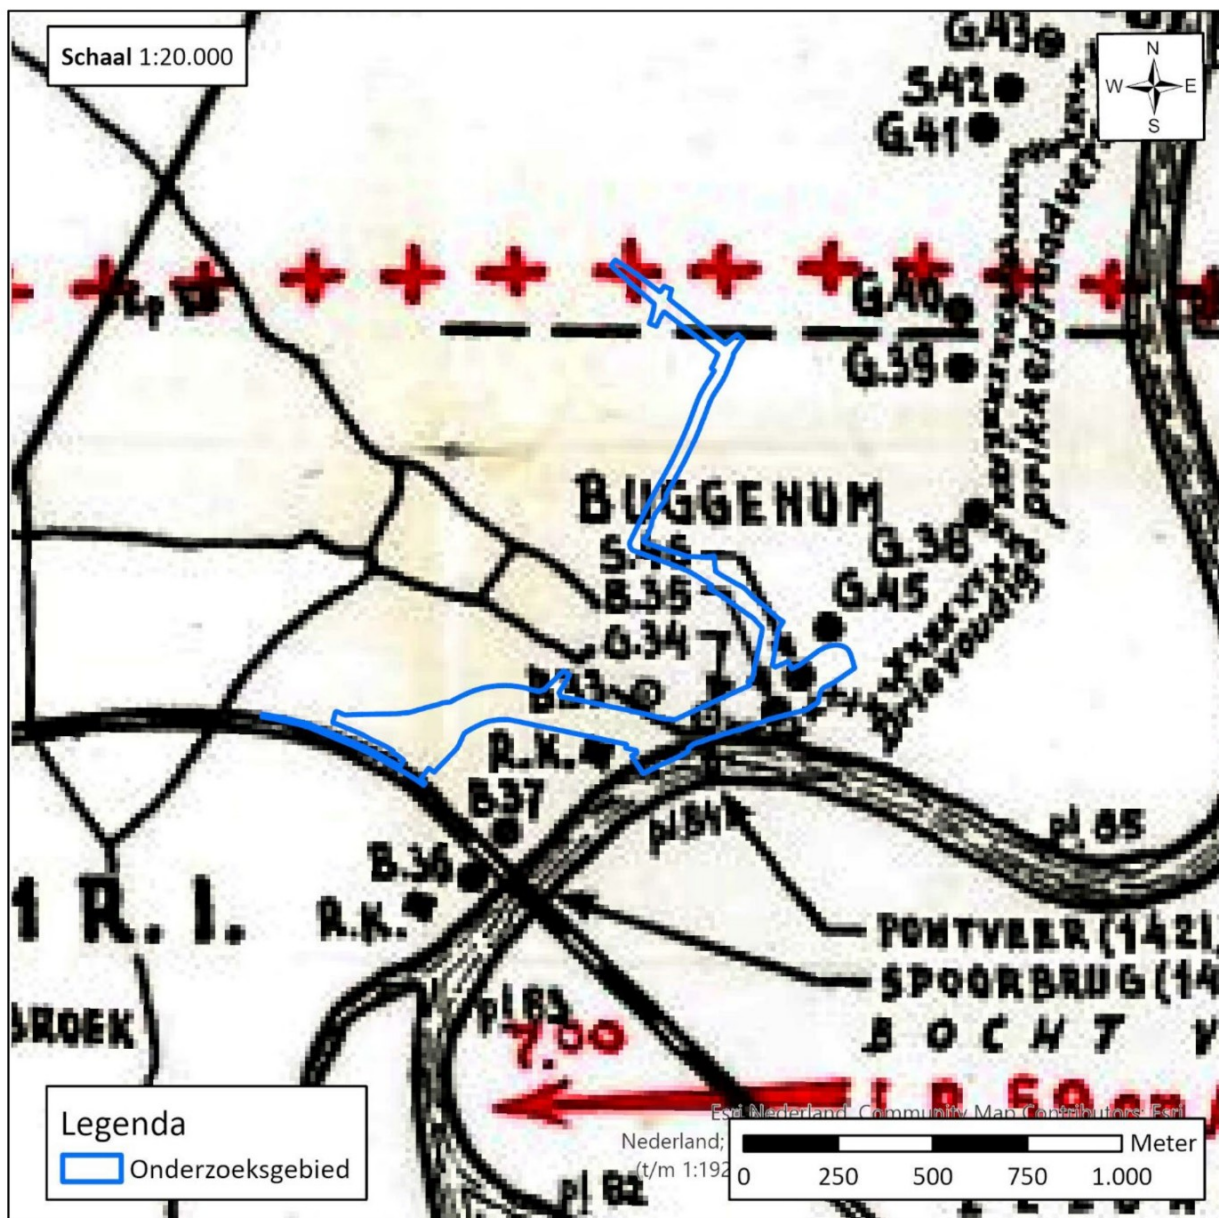 Schaal 1:20.000
N
W E
S
G.43
S.42
G.41
G.40
G.39
BUGGENUM
G.38
G.45
B.35
G.34
Drievoudige prikkeldraadver
R.K.
B.37
pl.84
pl.85
B.36
R.K.
1 R. I.
PONTVEER (142)
SPOORBRUG (14
BROEK
pl.83
7.00
BOCHT V
pl 82
Legenda
Onderzoeksgebied
Esri Nederland, Community Map Contributors, Esri
Nederland;
(t/m 1:192
Meter
0 250 500 750 1.000